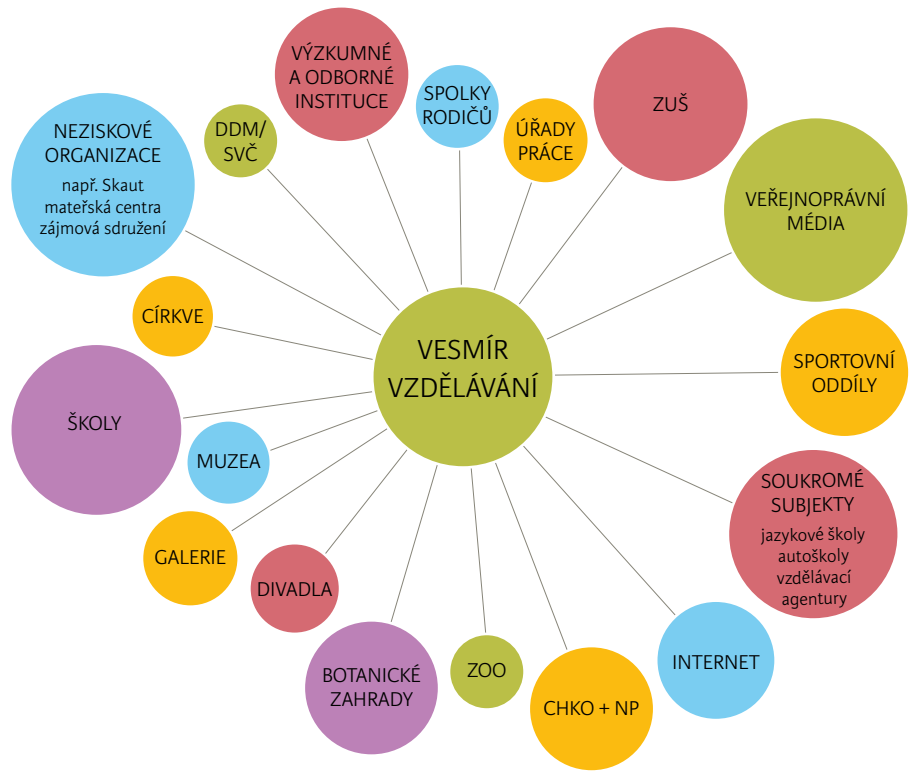 VÝZKUMNÉ
A ODBORNÉ
INSTITUCE
SPOLKY
RODIČŮ
ZUŠ
NEZISKOVÉ
ORGANIZACE
např. Skaut
mateřská centra
zájmová sdružení
DDM/
SVČ
ÚŘADY
PRÁCE
VEŘEJNOPRÁVNÍ
MÉDIA
CÍRKVE
VESMÍR
VZDĚLÁVÁNÍ
SPORTOVNÍ
ODDÍLY
ŠKOLY
MUZEA
SOUKROMÉ
SUBJEKTY
jazykové školy
autoškoly
vzdělávací
agentury
GALERIE
DIVADLA
BOTANICKÉ
ZAHRADY
ZOO
CHKO + NP
INTERNET